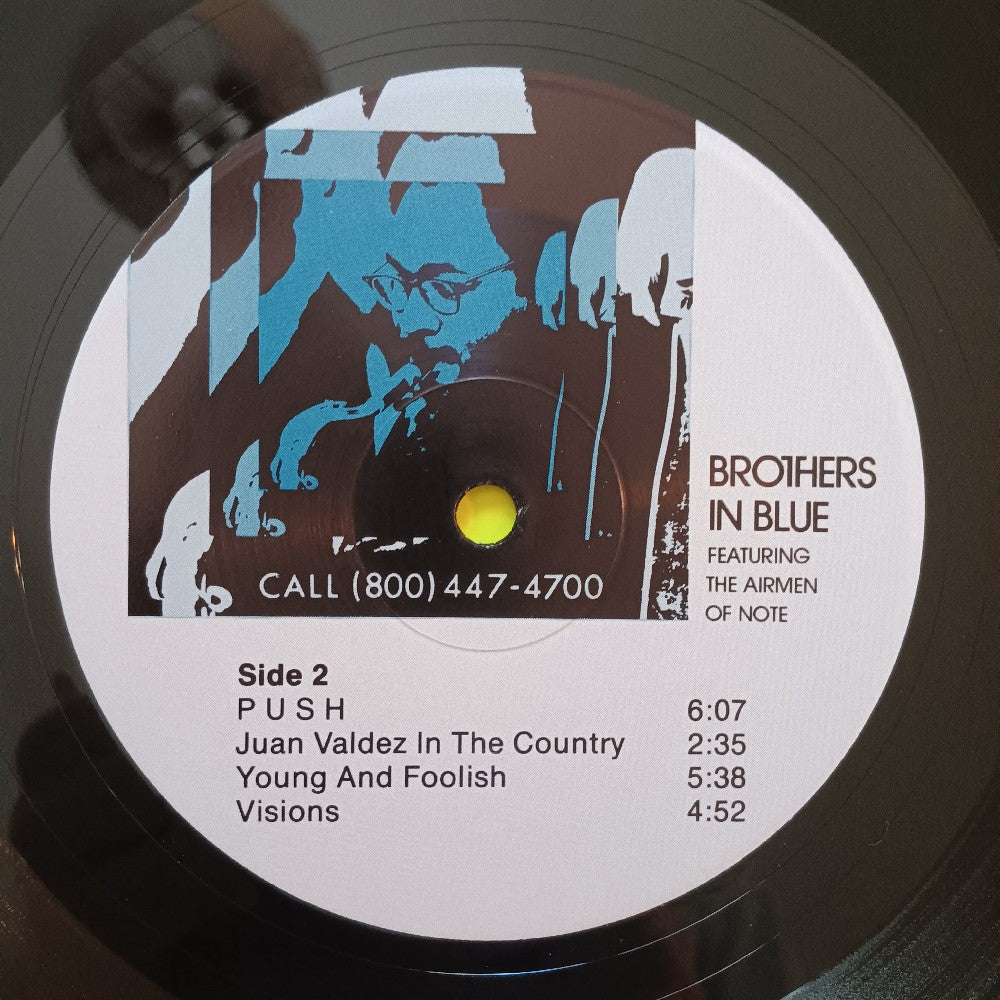 BROTHERS
IN BLUE
FEATURING
THE AIRMEN
OF NOTE
CALL (800) 447-4700
Side 2
PUSH 6:07
Juan Valdez In The Country 2:35
Young And Foolish 5:38
Visions 4:52